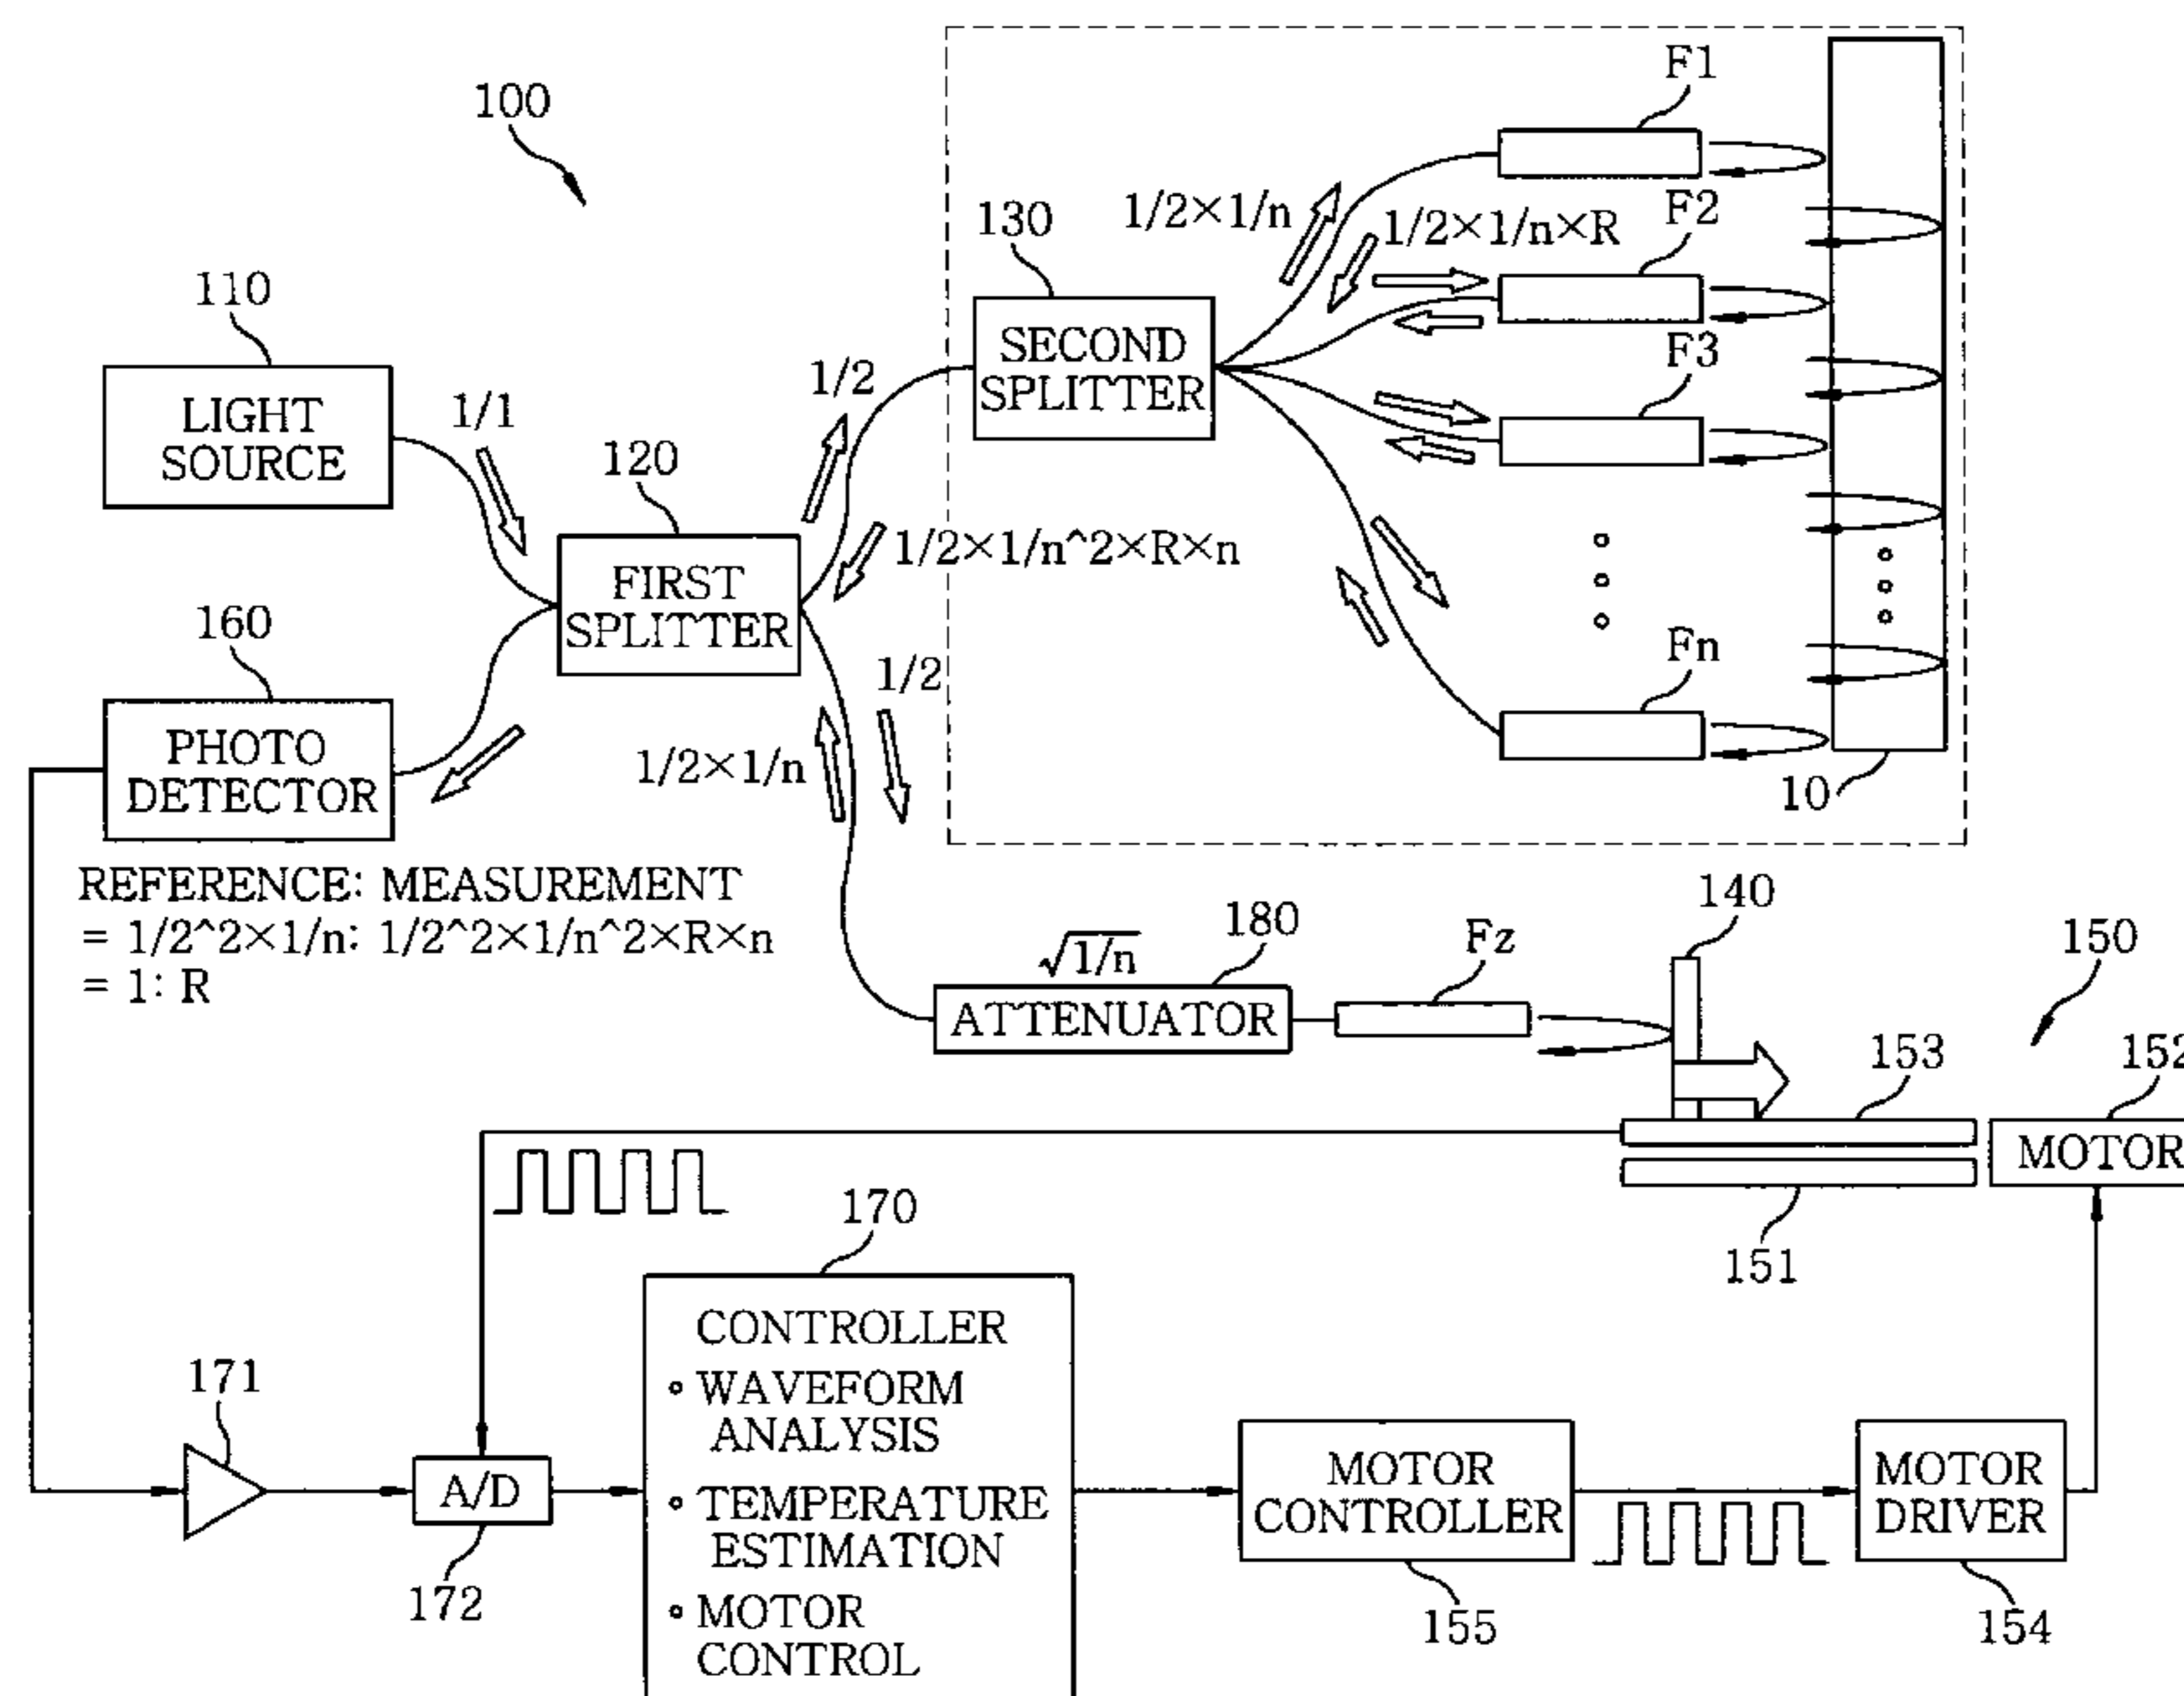 100
F1
F2
1/2×1/n
1/2×1/n×R
130
SECOND
SPLITTER
F3
110
LIGHT
SOURCE
1/1
1/2
120
FIRST
SPLITTER
1/2×1/n^2×R×n
160
PHOTO
DETECTOR
1/2
1/2×1/n
Fn
10
REFERENCE: MEASUREMENT
= 1/2^2×1/n: 1/2^2×1/n^2×R×n
= 1: R
√1/n
180
ATTENUATOR
Fz
140
150
153
152
MOTOR
151
170
CONTROLLER
∘ WAVEFORM
ANALYSIS
∘ TEMPERATURE
ESTIMATION
∘ MOTOR
CONTROL
171
A/D
172
MOTOR
CONTROLLER
155
MOTOR
DRIVER
154